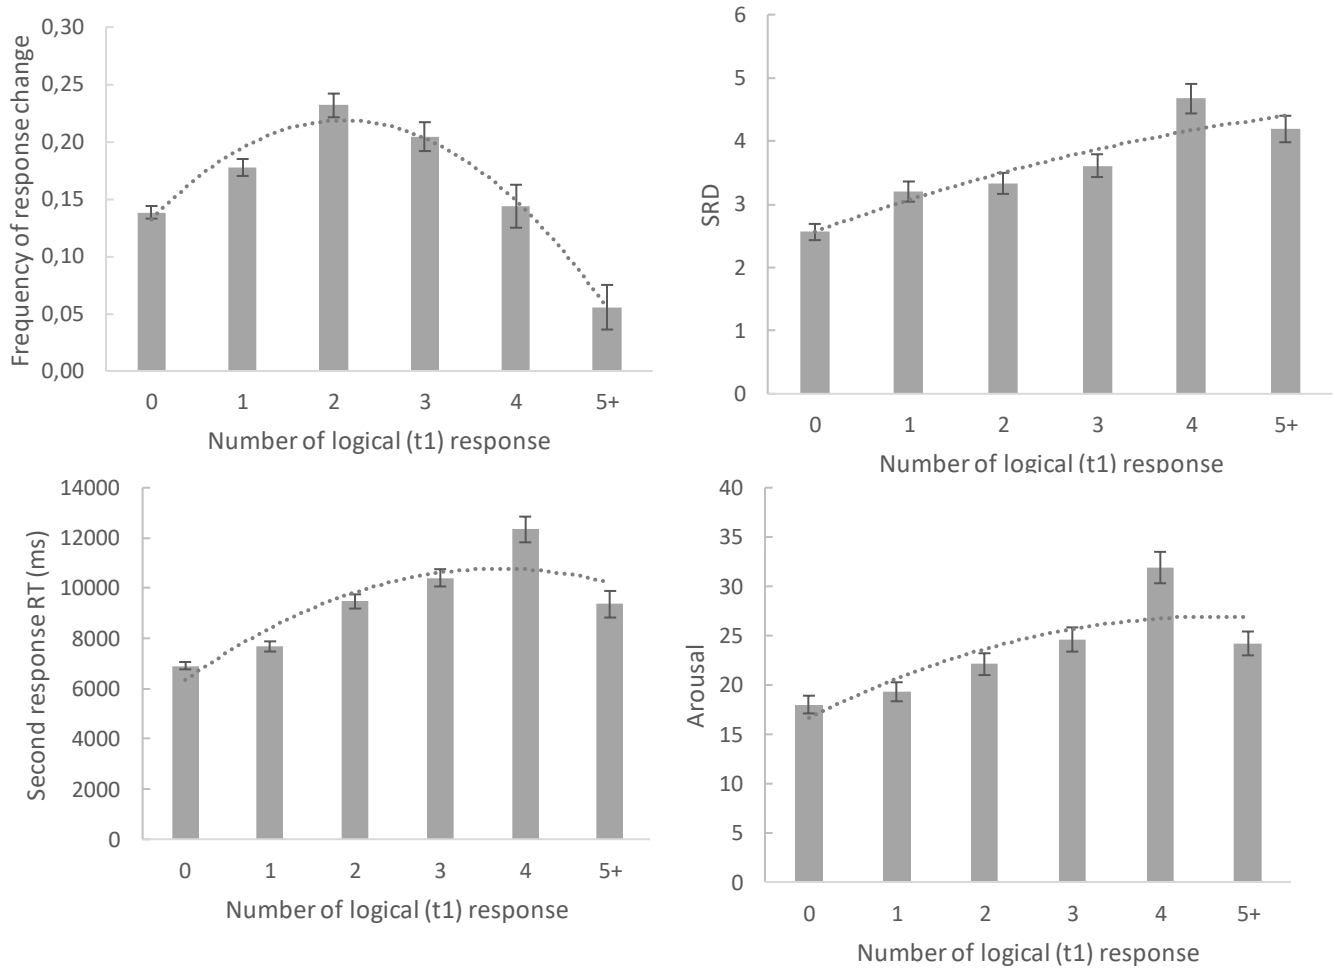 Frequency of response change
0,30
0,25
0,20
0,15
0,10
0,05
0,00
0 1 2 3 4 5+
Number of logical (t1) response
SRD
6
5
4
3
2
1
0
0 1 2 3 4 5+
Number of logical (t1) response
Second response RT (ms)
14000
12000
10000
8000
6000
4000
2000
0
0 1 2 3 4 5+
Number of logical (t1) response
Arousal
40
35
30
25
20
15
10
5
0
0 1 2 3 4 5+
Number of logical (t1) response